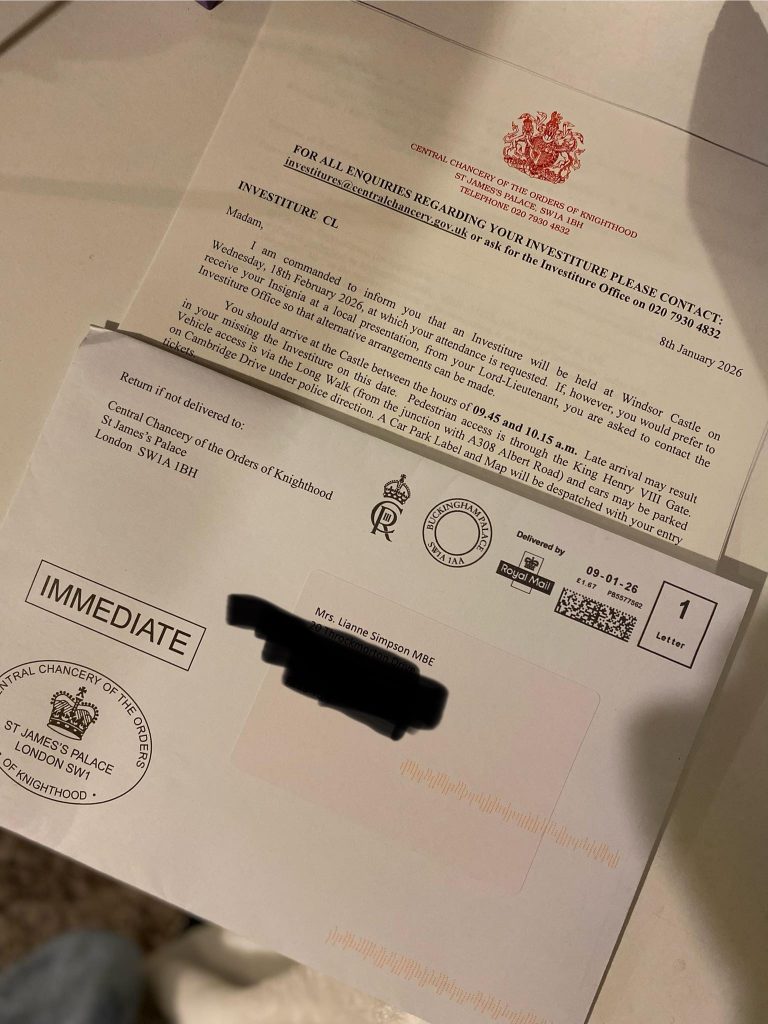 CENTRAL CHANCERY OF THE ORDERS OF KNIGHTHOOD
ST JAMES'S PALACE, SW1A 1BH
TELEPHONE 020 7930 4832
FOR ALL ENQUIRIES REGARDING YOUR INVESTITURE PLEASE CONTACT:
investitures@centralchancery.gov.uk or ask for the Investiture Office on 020 7930 4832
8th January 2026
INVESTITURE CL
Madam,
I am commanded to inform you that an Investiture will be held at Windsor Castle on
Wednesday, 18th February 2026, at which your attendance is requested. If, however, you would prefer to
receive your Insignia at a local presentation, from your Lord-Lieutenant, you are asked to contact the
Investiture Office so that alternative arrangements can be made.
You should arrive at the Castle between the hours of 09.45 and 10.15 a.m. Late arrival may result
in your missing the Investiture on this date. Pedestrian access is through the King Henry VIII Gate.
Vehicle access is via the Long Walk (from the junction with A308 Albert Road) and cars may be parked
on Cambridge Drive under police direction. A Car Park Label and Map will be despatched with your entry
tickets.
Return if not delivered to:
Central Chancery of the Orders of Knighthood
St James's Palace
London SW1A 1BH
CIIIR
BUCKINGHAM PALACE
SW1A 1AA
Delivered by
Royal Mail
09-01-26
£1.67 PB5577562
1
Letter
IMMEDIATE
Mrs. Lianne Simpson MBE
CENTRAL CHANCERY OF THE ORDERS
ST JAMES'S PALACE
LONDON SW1
OF KNIGHTHOOD